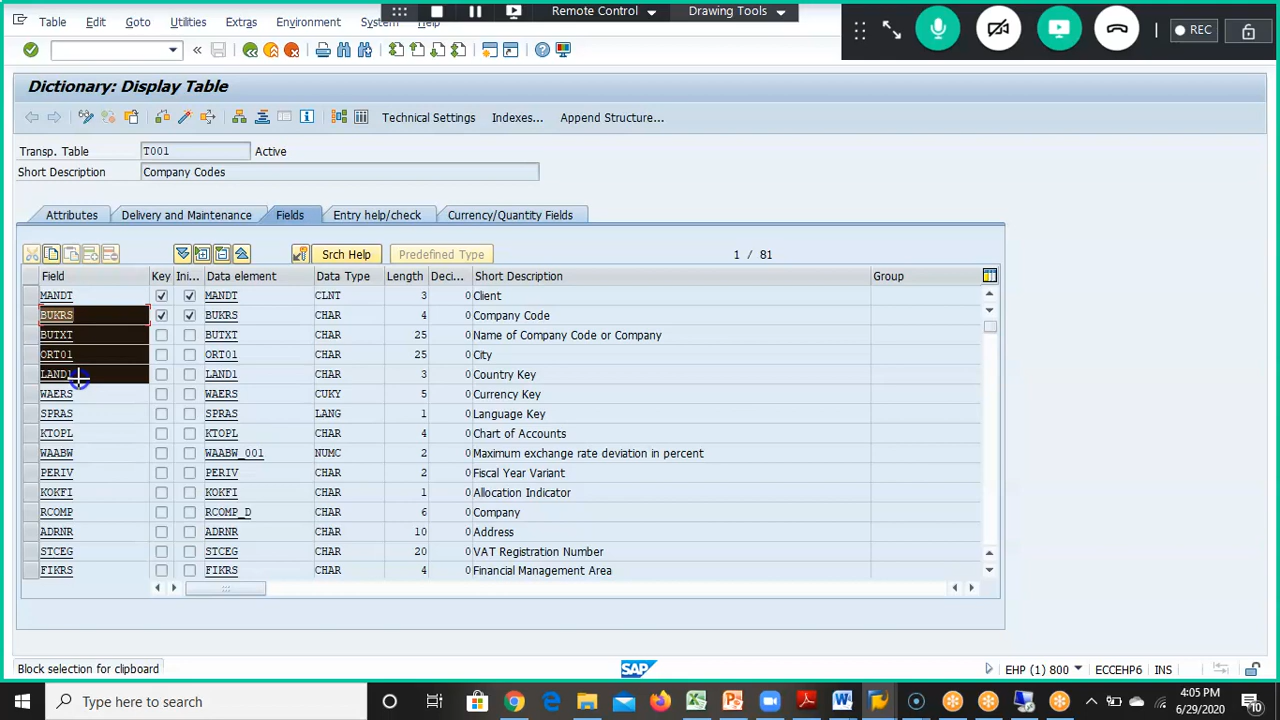 Table Edit Goto Utilities Extras Environment System
Remote Control Drawing Tools
REC
Dictionary: Display Table
Technical Settings Indexes... Append Structure...
Transp. Table T001 Active
Short Description Company Codes
Attributes Delivery and Maintenance Fields Entry help/check Currency/Quantity Fields
Srch Help Predefined Type 1 / 81
Field Key Ini... Data element Data Type Length Deci... Short Description Group
MANDT MANDT CLNT 3 0 Client
BUKRS BUKRS CHAR 4 0 Company Code
BUTXT BUTXT CHAR 25 0 Name of Company Code or Company
ORT01 ORT01 CHAR 25 0 City
LAND1 LAND1 CHAR 3 0 Country Key
WAERS WAERS CUKY 5 0 Currency Key
SPRAS SPRAS LANG 1 0 Language Key
KTOPL KTOPL CHAR 4 0 Chart of Accounts
WAABW WAABW_001 NUMC 2 0 Maximum exchange rate deviation in percent
PERIV PERIV CHAR 2 0 Fiscal Year Variant
KOKFI KOKFI CHAR 1 0 Allocation Indicator
RCOMP RCOMP_D CHAR 6 0 Company
ADRNR ADRNR CHAR 10 0 Address
STCEG STCEG CHAR 20 0 VAT Registration Number
FIKRS FIKRS CHAR 4 0 Financial Management Area
Block selection for clipboard SAP EHP (1) 800 ECCEHP6 INS
Type here to search 4:05 PM
6/29/2020 10